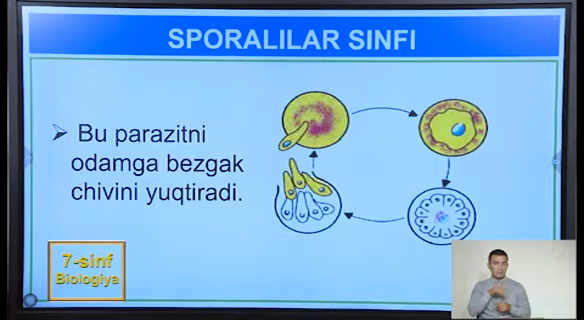 SPORALILAR SINFI
➤ Bu parazitni
odamga bezgak
chivini yuqtiradi.
7-sinf
Biologiya